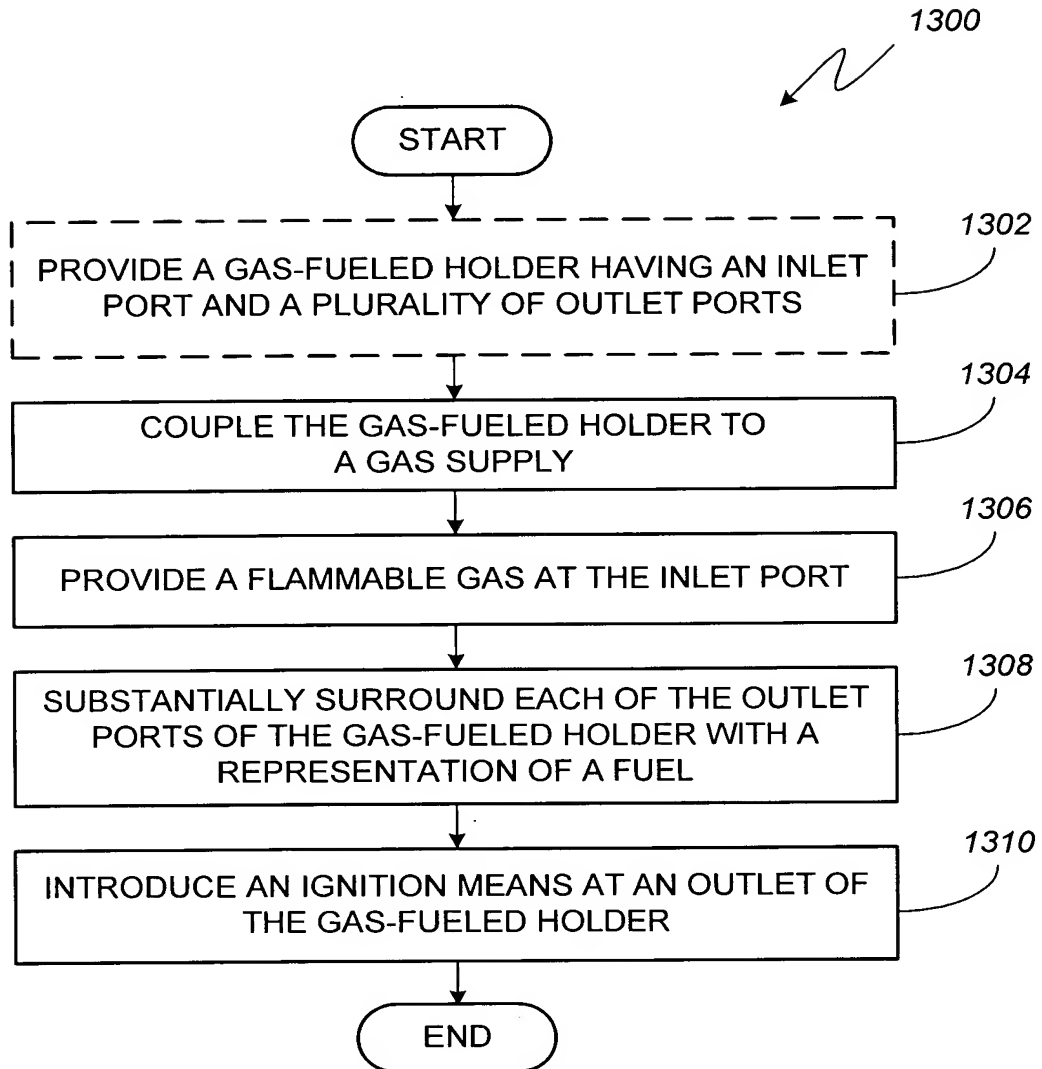 1300
START
1302
PROVIDE A GAS-FUELED HOLDER HAVING AN INLET
PORT AND A PLURALITY OF OUTLET PORTS
1304
COUPLE THE GAS-FUELED HOLDER TO
A GAS SUPPLY
1306
PROVIDE A FLAMMABLE GAS AT THE INLET PORT
1308
SUBSTANTIALLY SURROUND EACH OF THE OUTLET
PORTS OF THE GAS-FUELED HOLDER WITH A
REPRESENTATION OF A FUEL
1310
INTRODUCE AN IGNITION MEANS AT AN OUTLET OF
THE GAS-FUELED HOLDER
END